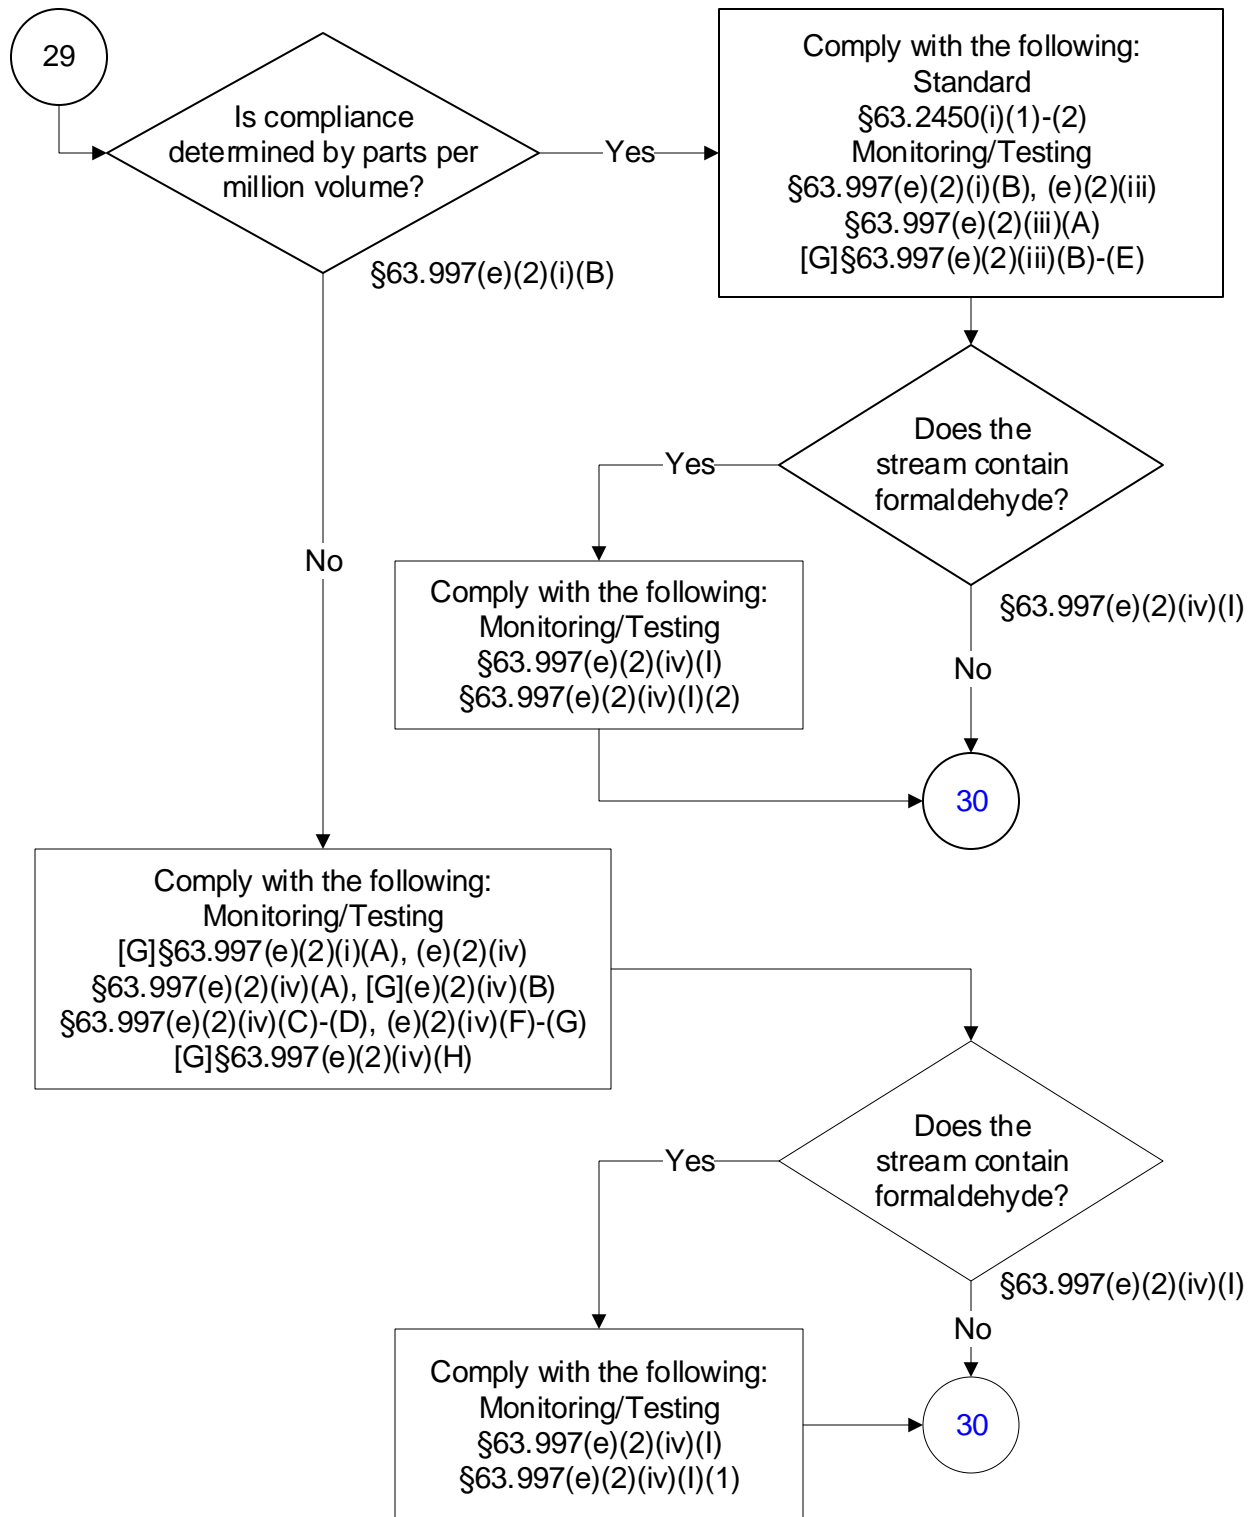 29
Is compliance
determined by parts per
million volume?
Yes
§63.997(e)(2)(i)(B)
Comply with the following:
Standard
§63.2450(i)(1)-(2)
Monitoring/Testing
§63.997(e)(2)(i)(B), (e)(2)(iii)
§63.997(e)(2)(iii)(A)
[G]§63.997(e)(2)(iii)(B)-(E)
Does the
stream contain
formaldehyde?
Yes
§63.997(e)(2)(iv)(I)
No
Comply with the following:
Monitoring/Testing
§63.997(e)(2)(iv)(I)
§63.997(e)(2)(iv)(I)(2)
No
30
Comply with the following:
Monitoring/Testing
[G]§63.997(e)(2)(i)(A), (e)(2)(iv)
§63.997(e)(2)(iv)(A), [G](e)(2)(iv)(B)
§63.997(e)(2)(iv)(C)-(D), (e)(2)(iv)(F)-(G)
[G]§63.997(e)(2)(iv)(H)
Does the
stream contain
formaldehyde?
Yes
§63.997(e)(2)(iv)(I)
No
Comply with the following:
Monitoring/Testing
§63.997(e)(2)(iv)(I)
§63.997(e)(2)(iv)(I)(1)
30